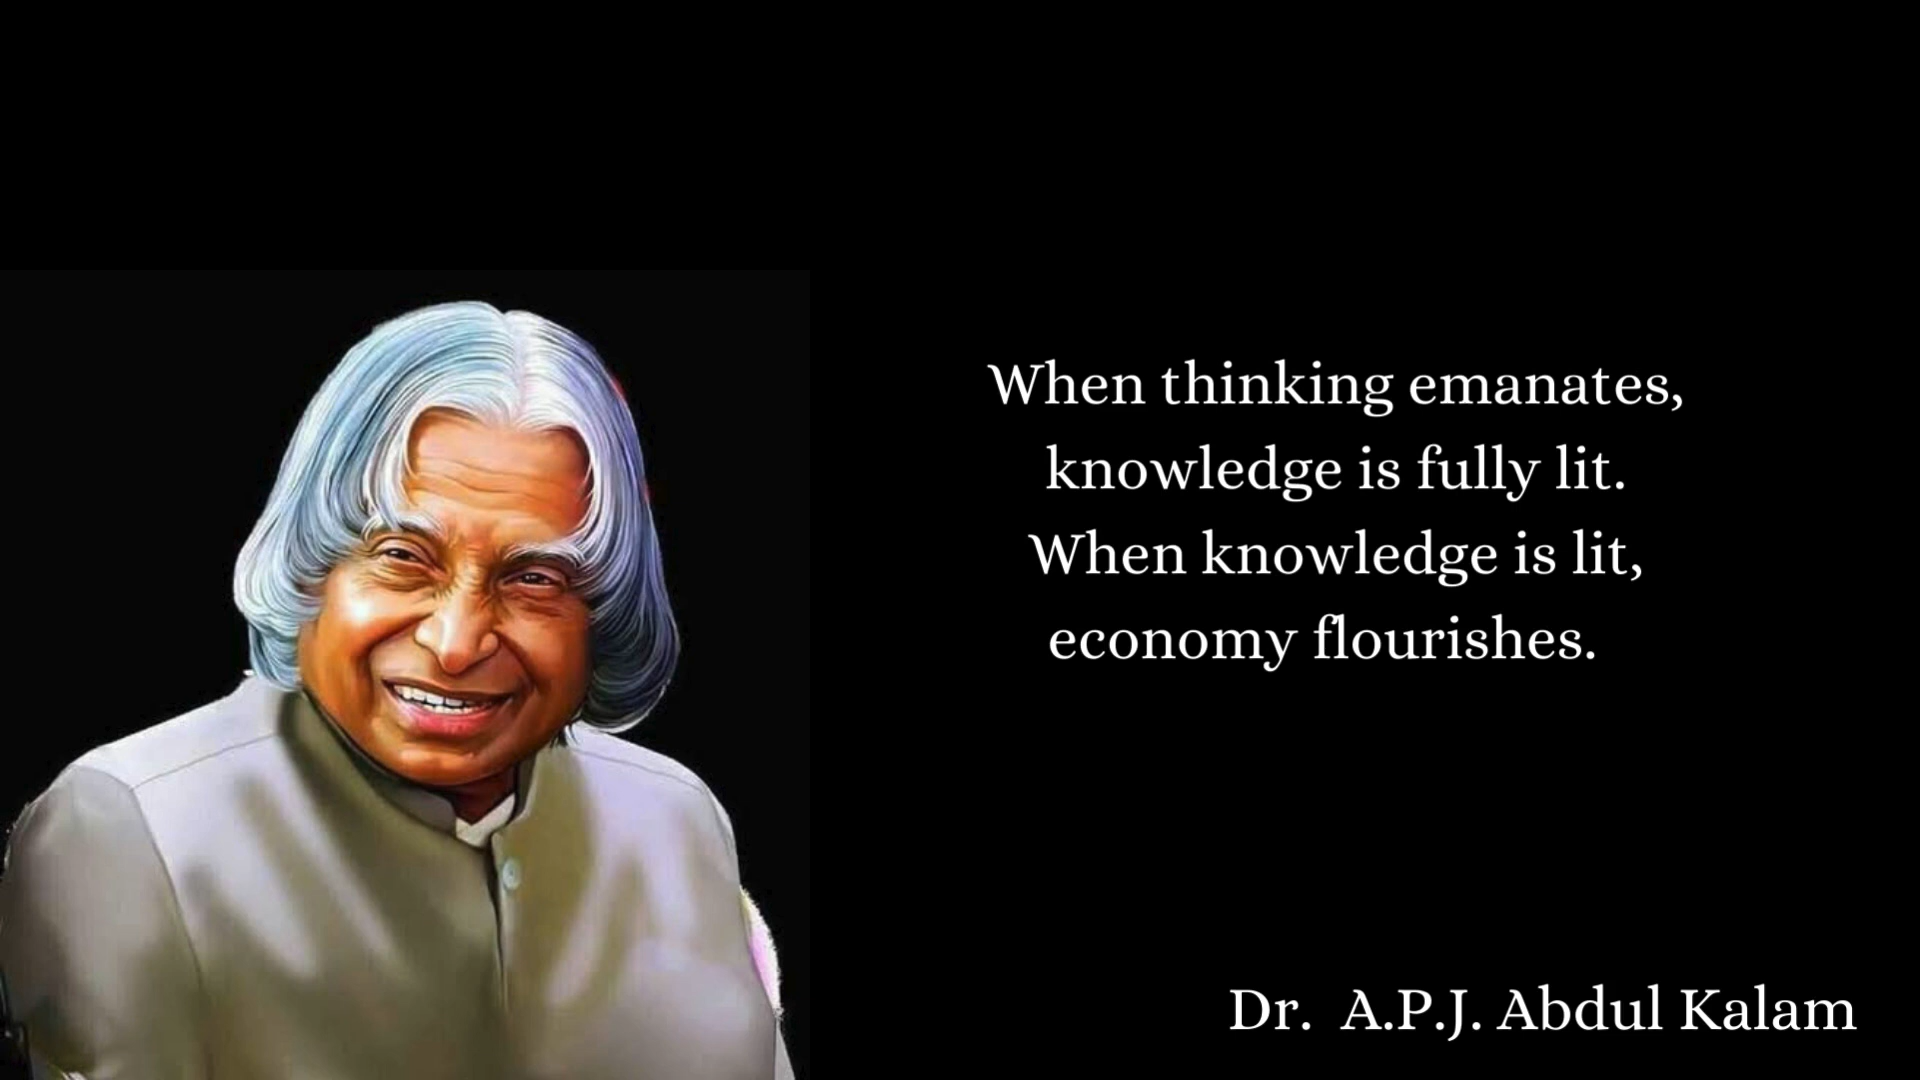 When thinking emanates,
knowledge is fully lit.
When knowledge is lit,
economy flourishes.
Dr. A.P.J. Abdul Kalam